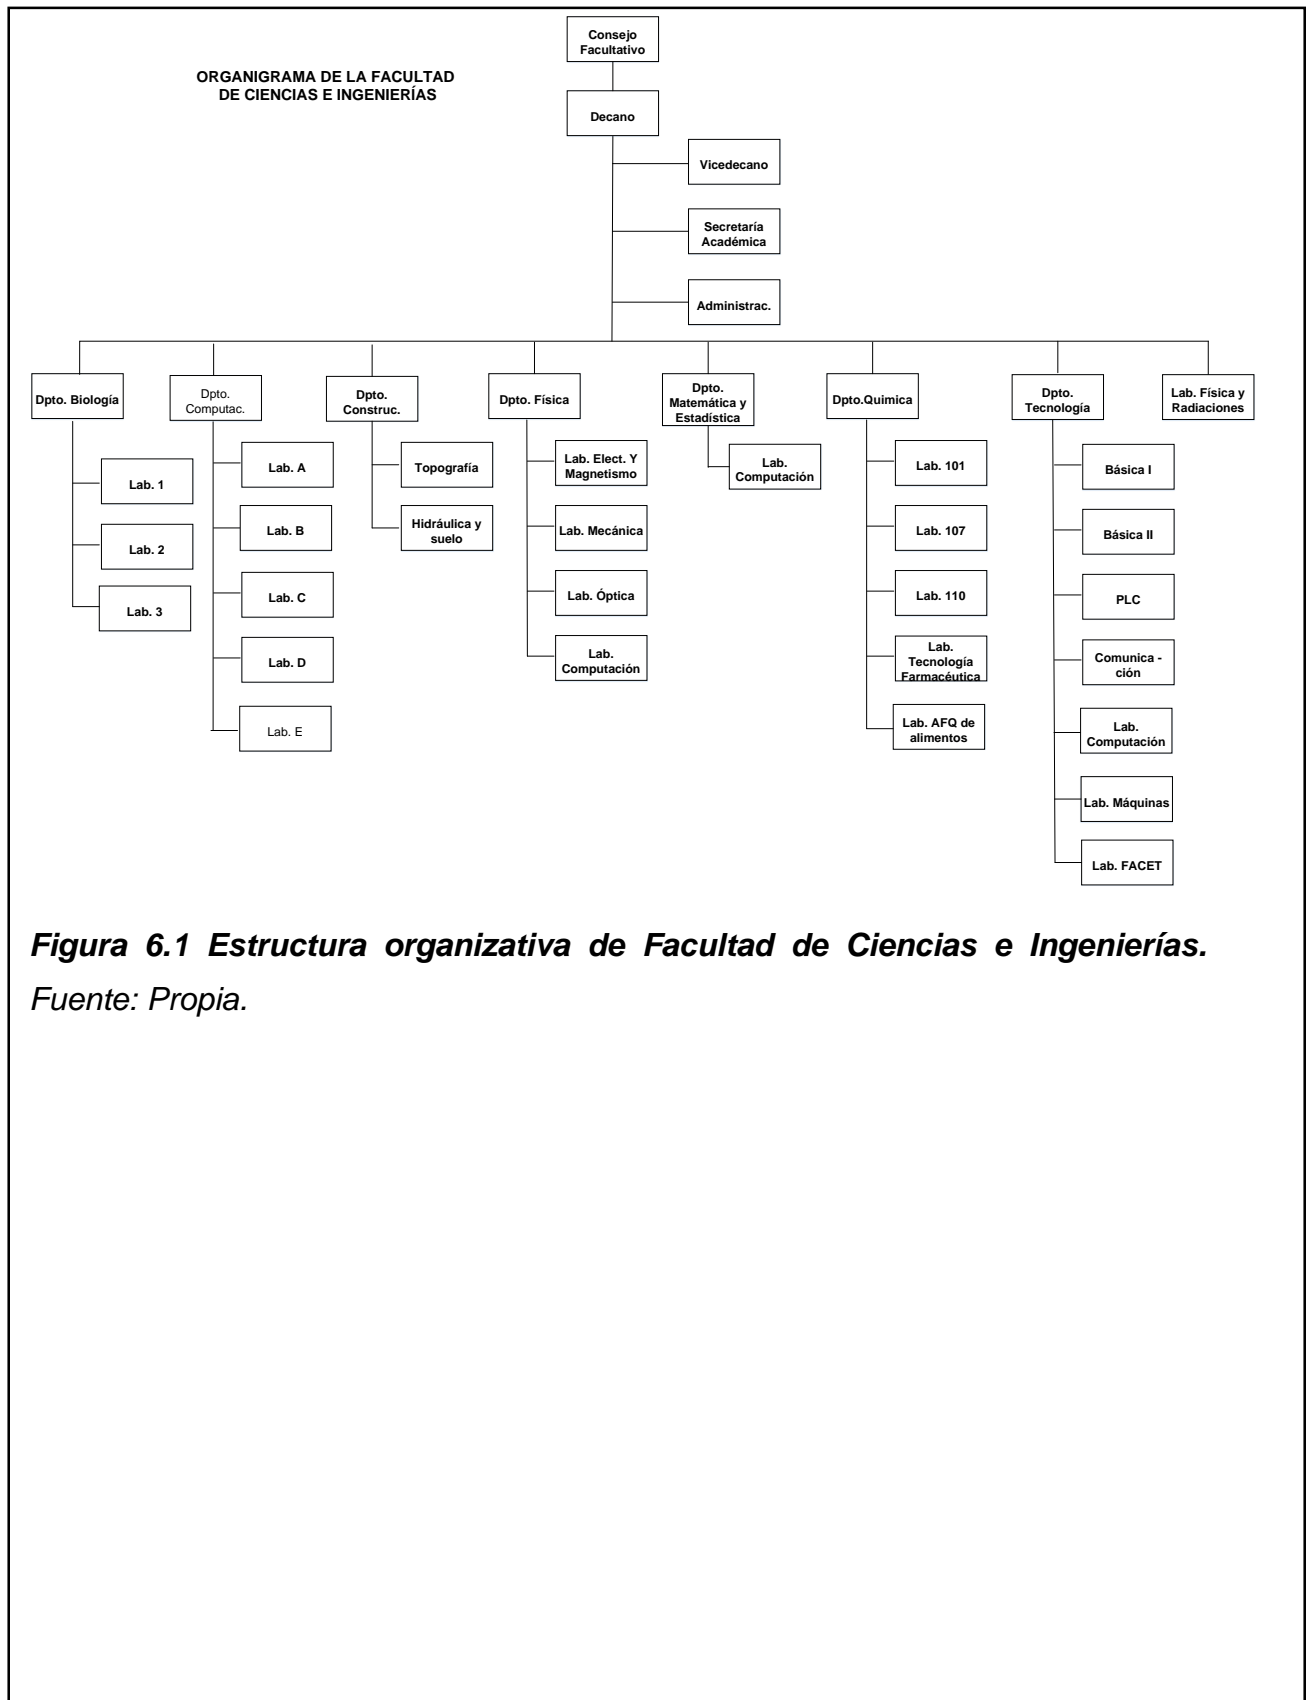 Consejo
Facultativo
ORGANIGRAMA DE LA FACULTAD
DE CIENCIAS E INGENIERÍAS
Decano
Vicedecano
Secretaría
Académica
Administrac.
Dpto. Biología
Lab. 1
Lab. 2
Lab. 3
Dpto.
Computac.
Lab. A
Lab. B
Lab. C
Lab. D
Lab. E
Dpto.
Construc.
Topografía
Hidráulica y
suelo
Dpto. Física
Lab. Elect. Y
Magnetismo
Lab. Mecánica
Lab. Óptica
Lab.
Computación
Dpto.
Matemática y
Estadística
Lab.
Computación
Dpto.Quimica
Lab. 101
Lab. 107
Lab. 110
Lab.
Tecnología
Farmacéutica
Lab. AFQ de
alimentos
Dpto.
Tecnología
Básica I
Básica II
PLC
Comunica -
ción
Lab.
Computación
Lab. Máquinas
Lab. FACET
Lab. Física y
Radiaciones
Figura 6.1 Estructura organizativa de Facultad de Ciencias e Ingenierías.
Fuente: Propia.